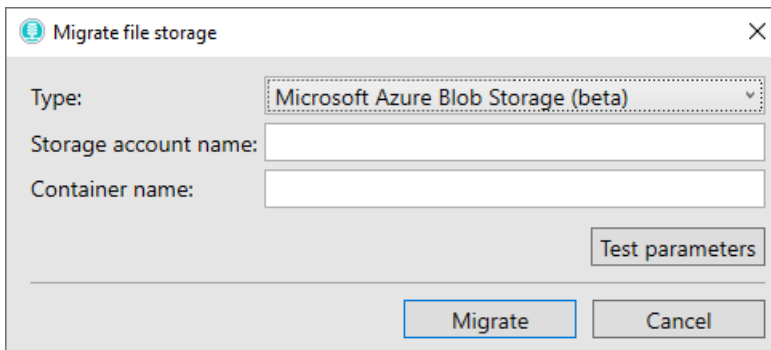 Migrate file storage
Type: Microsoft Azure Blob Storage (beta)
Storage account name:
Container name:
Test parameters
Migrate Cancel